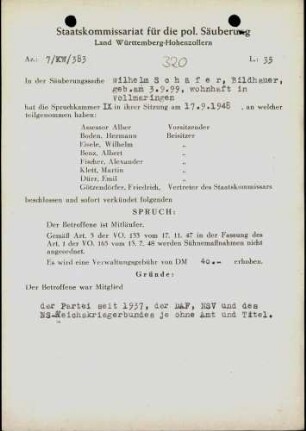 Staatskommissariat für die pol. Säuberung
Land Württemberg-Hohenzollern
Az.: 7/KW/383 320 L: 35
In der Säuberungssache Wilhelm Schäfer, Bildhauer,
geb.am 3.9.99, wohnhaft in
Vollmaringen
hat die Spruchkammer IX in ihrer Sitzung am 17.9.1948, an welcher
teilgenommen haben:
Assessor Alber Vorsitzender
Baden, Hermann Beisitzer
Eisele, Wilhelm „
Benz, Albert „
Fischer, Alexander „
Klett, Martin „
Dürr, Emil „
Götzendörfer, Friedrich, Vertreter des Staatskommissars
beschlossen und sofort verkündet folgenden
SPRUCH:
Der Betroffene ist Mitläufer.
Gemäß Art. 5 der VO. 133 vom 17. 11. 47 in der Fassung des
Art. 1 der VO. 165 vom 13. 7. 48 werden Sühnemaßnahmen nicht
angeordnet.
Es wird eine Verwaltungsgebühr von DM 40.— erhoben.
Gründe:
Der Betroffene war Mitglied
der Partei seit 1937, der DAF, NSV und des
NS-Reichskriegerbundes je ohne Amt und Titel.